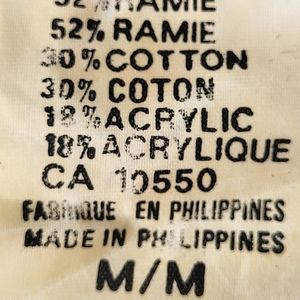 52% RAMIE
52% RAMIE
30% COTTON
30% COTON
18% ACRYLIC
18% ACRYLIQUE
CA 10550
FABRIQUE EN PHILIPPINES
MADE IN PHILIPPINES
M/M